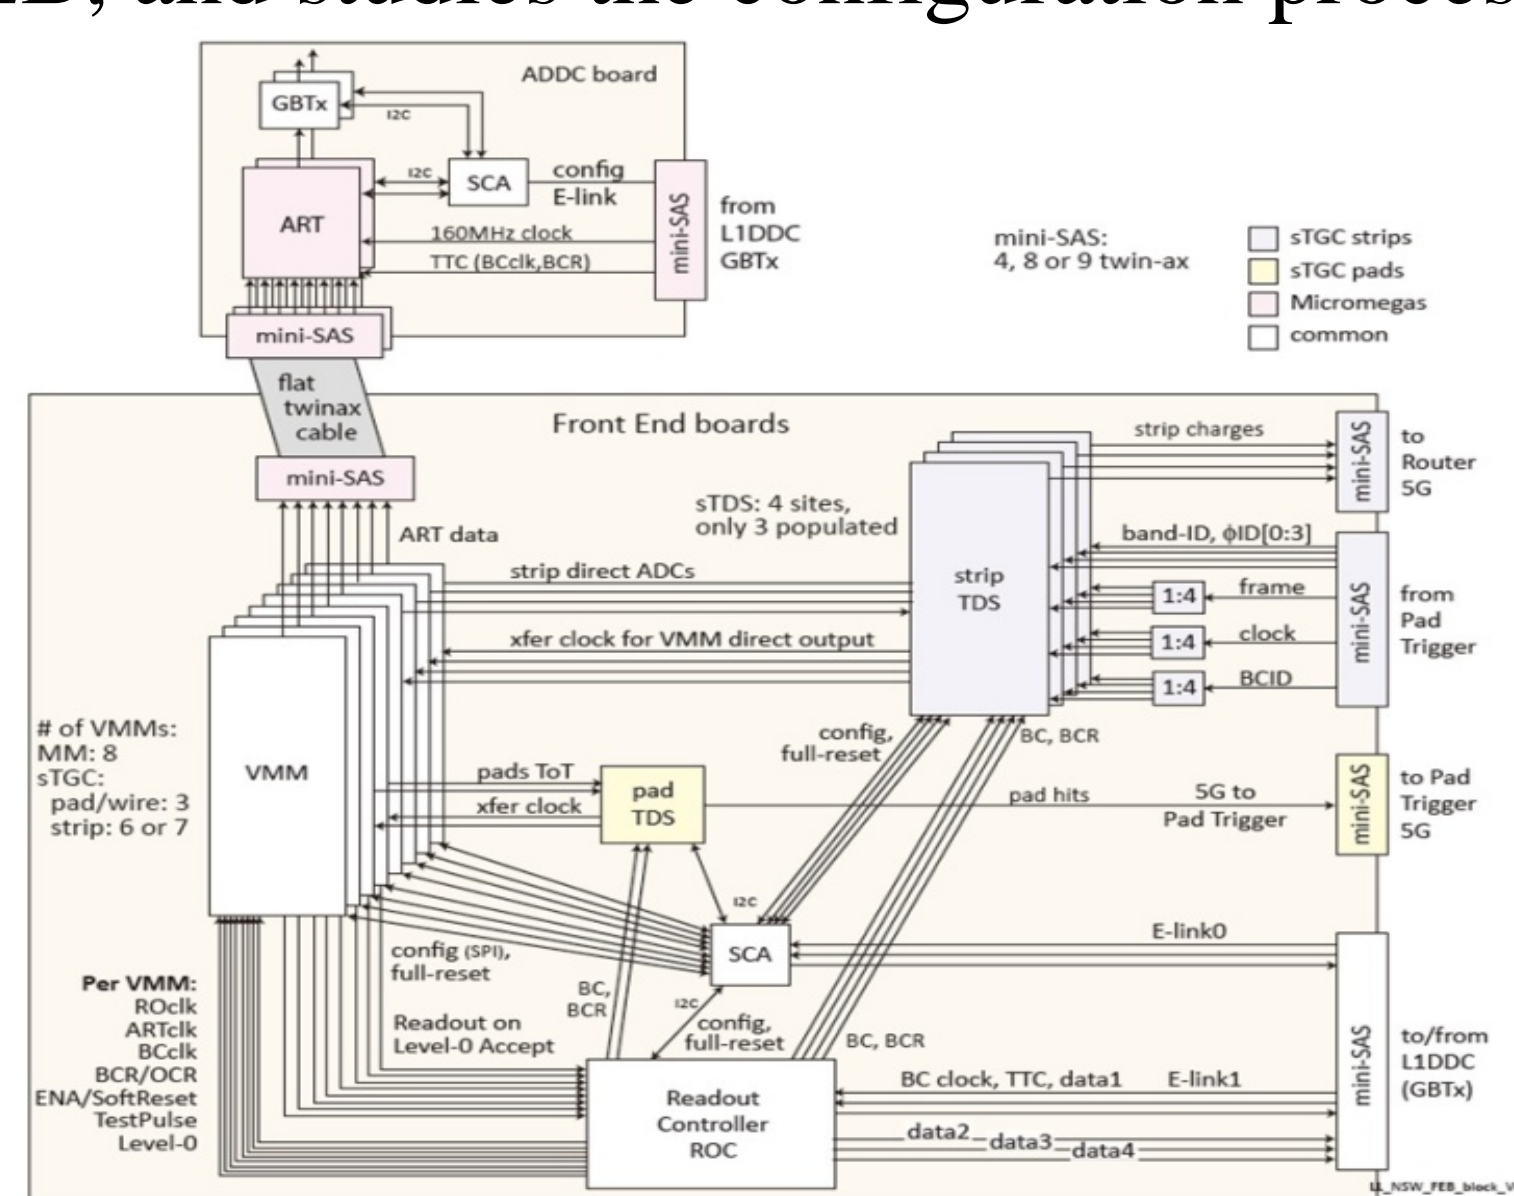 ADDC board
GBTx
I2C
I2C
SCA
config
E-link
ART
160MHz clock
TTC (BCclk,BCR)
mini-SAS
from
L1DDC
GBTx
mini-SAS
mini-SAS:
4, 8 or 9 twin-ax
sTGC strips
sTGC pads
Micromegas
common
flat
twinax
cable
Front End boards
mini-SAS
ART data
sTDS: 4 sites,
only 3 populated
strip charges
mini-SAS
to
Router
5G
strip direct ADCs
strip
TDS
band-ID, ϕID[0:3]
1:4
frame
1:4
clock
1:4
BCID
mini-SAS
from
Pad
Trigger
xfer clock for VMM direct output
# of VMMs:
MM: 8
sTGC:
pad/wire: 3
strip: 6 or 7
VMM
pads ToT
xfer clock
pad
TDS
config,
full-reset
BC, BCR
pad hits
5G to
Pad Trigger
mini-SAS
to Pad
Trigger
5G
I2C
SCA
E-link0
config (SPI),
full-reset
BC,
BCR
I2C
config,
full-reset
BC, BCR
Per VMM:
ROclk
ARTclk
BCclk
BCR/OCR
ENA/SoftReset
TestPulse
Level-0
Readout on
Level-0 Accept
Readout
Controller
ROC
BC clock, TTC, data1
E-link1
data2
data3
data4
mini-SAS
to/from
L1DDC
(GBTx)